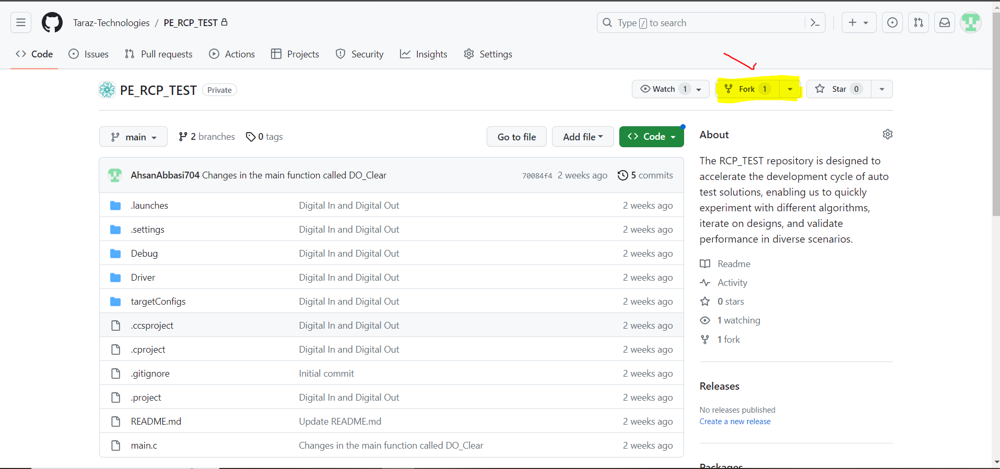 Taraz-Technologies / PE_RCP_TEST
Type / to search
Code Issues Pull requests Actions Projects Security Insights Settings
PE_RCP_TEST Private
Watch 1 Fork 1 Star 0
main 2 branches 0 tags Go to file Add file Code
AhsanAbbasi704 Changes in the main function called DO_Clear 70084f4 2 weeks ago 5 commits
.launches Digital In and Digital Out 2 weeks ago
.settings Digital In and Digital Out 2 weeks ago
Debug Digital In and Digital Out 2 weeks ago
Driver Digital In and Digital Out 2 weeks ago
targetConfigs Digital In and Digital Out 2 weeks ago
.ccsproject Digital In and Digital Out 2 weeks ago
.cproject Digital In and Digital Out 2 weeks ago
.gitignore Initial commit 2 weeks ago
.project Digital In and Digital Out 2 weeks ago
README.md Update README.md 2 weeks ago
main.c Changes in the main function called DO_Clear 2 weeks ago
About
The RCP_TEST repository is designed to
accelerate the development cycle of auto
test solutions, enabling us to quickly
experiment with different algorithms,
iterate on designs, and validate
performance in diverse scenarios.
Readme
Activity
0 stars
1 watching
1 fork
Releases
No releases published
Create a new release
Packages